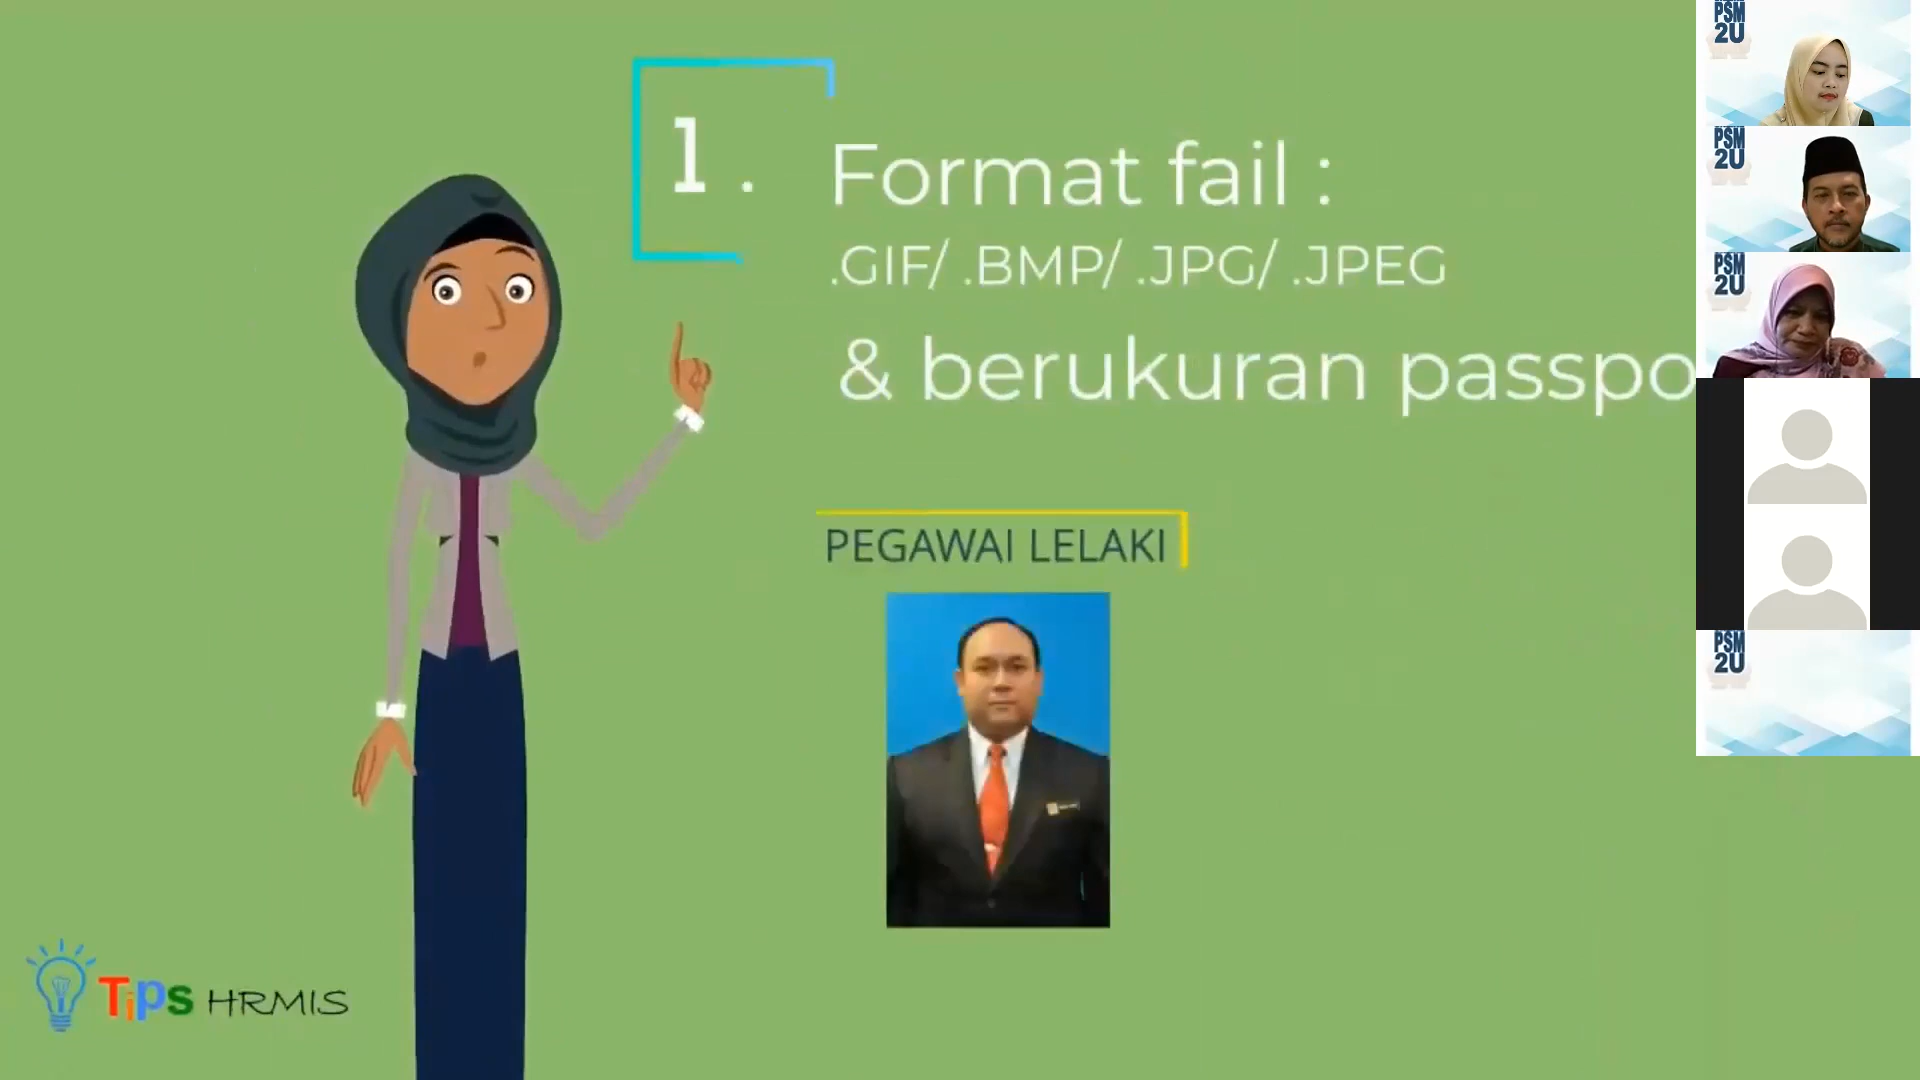 1. Format fail :
.GIF/ .BMP/ .JPG/ .JPEG
& berukuran passpo
PEGAWAI LELAKI
Tips HRMIS
PSM
2U
PSM
2U
PSM
2U
PSM
2U